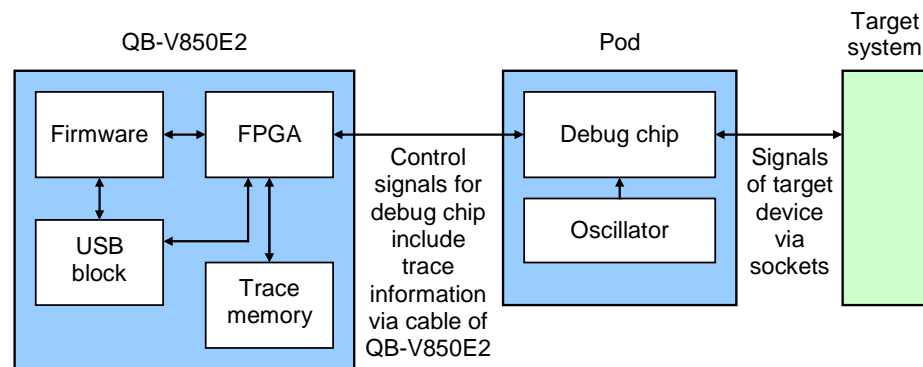 QB-V850E2
Pod
Target
system
Firmware
FPGA
Debug chip
Control
signals for
debug chip
include
trace
information
via cable of
QB-V850E2
Signals
of target
device
via
sockets
USB
block
Oscillator
Trace
memory